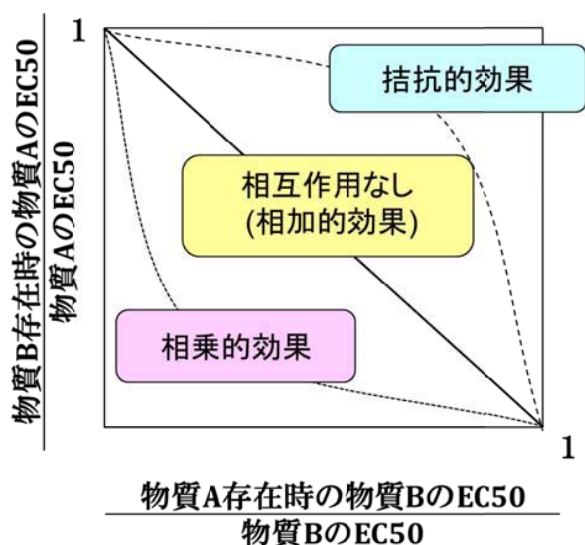 1
拮抗的効果
相互作用なし
(相加的効果)
相乗的効果
物質B存在時の物質AのEC50
物質AのEC50
1
物質A存在時の物質BのEC50
物質BのEC50